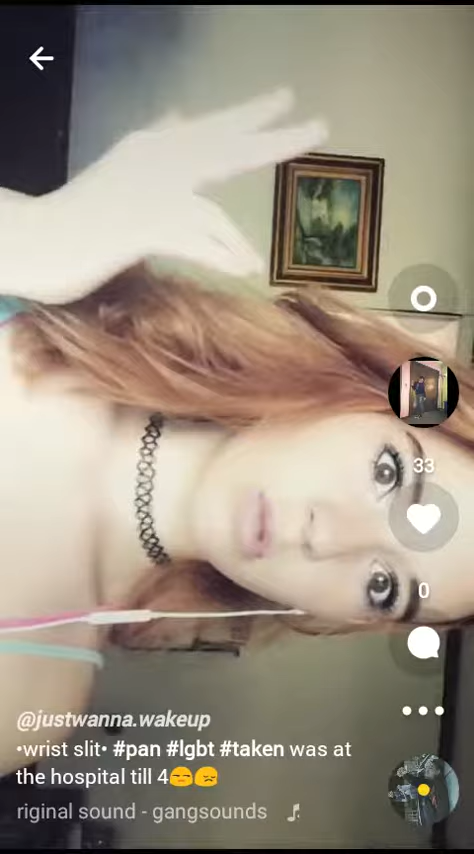 33
0
@justwanna.wakeup
•wrist slit• #pan #lgbt #taken was at
the hospital till 4😑😞
riginal sound - gangsounds